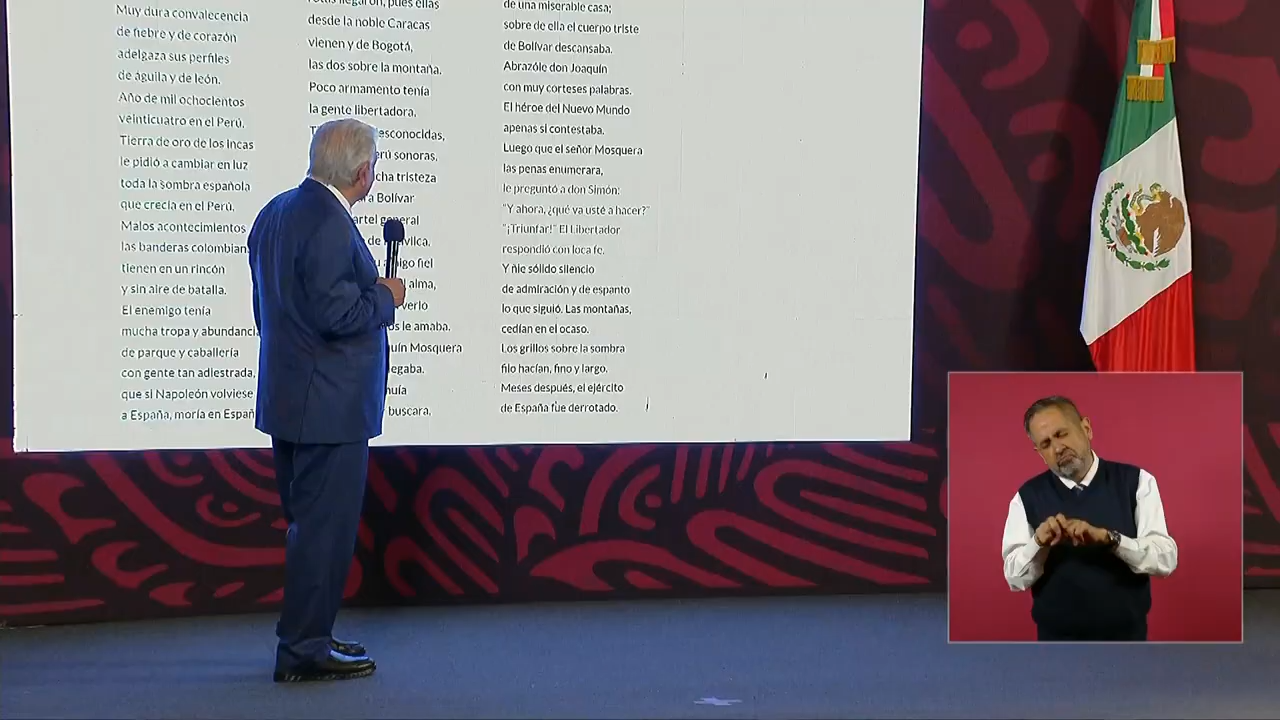 Muy dura convalecencia
de fiebre y de corazón
adelgaza sus perfiles
de águila y de león.
Año de mil ochocientos
veinticuatro en el Perú.
Tierra de oro de los incas
le pidió a cambiar en luz
toda la sombra española
que crecía en el Perú.
Malos acontecimientos
las banderas colombian
tienen en un rincón
y sin aire de batalla.
El enemigo tenía
mucha tropa y abundancia
de parque y caballería
con gente tan adiestrada,
que si Napoleón volviese
a España, moría en Españ
llegaron, pues ellas
desde la noble Caracas
vienen y de Bogotá,
las dos sobre la montaña.
Poco armamento tenía
la gente libertadora.
esconocidas,
sonoras,
cha tristeza
Bolívar
artel general
de
fiel
alma,
verlo
le amaba.
uín Mosquera
legaba.
buscara,
de una miserable casa;
sobre de ella el cuerpo triste
de Bolívar descansaba.
Abrazóle don Joaquín
con muy corteses palabras.
El héroe del Nuevo Mundo
apenas si contestaba.
Luego que el señor Mosquera
las penas enumerara,
le preguntó a don Simón:
"Y ahora, ¿qué va usté a hacer?"
"¡Triunfar!" El Libertador
respondió con loca fe.
Y ñie sólido silencio
de admiración y de espanto
lo que siguió. Las montañas,
cedían en el ocaso.
Los grillos sobre la sombra
filo hacían, fino y largo.
Meses después, el ejército
de España fue derrotado.